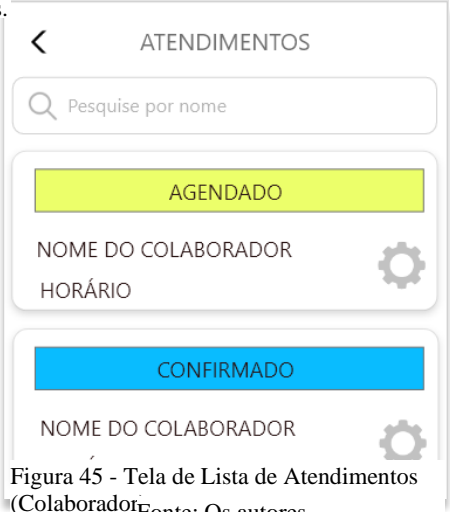 s.
ATENDIMENTOS
Pesquise por nome
AGENDADO
NOME DO COLABORADOR
HORÁRIO
CONFIRMADO
NOME DO COLABORADOR
Figura 45 - Tela de Lista de Atendimentos
(Colaborador
Fonte: Os autores